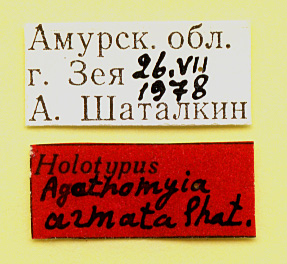 Амурск. обл.
г. Зея 26.VII
1978
А. Шаталкин
Holotypus
Agathomyia
armata Shat.